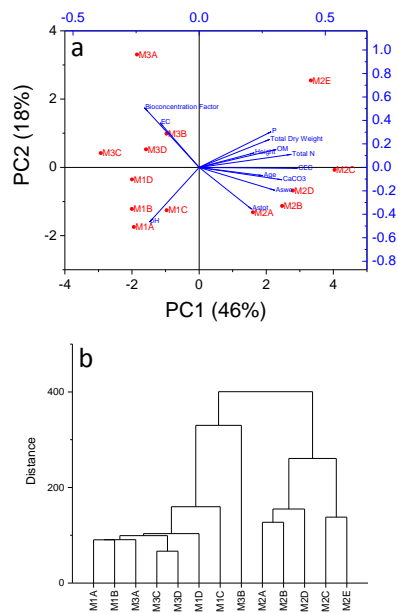 -0.5 0.0 0.5
a
4
2
0
-2
PC2 (18%)
1.0
0.8
0.6
0.4
0.2
0.0
-0.2
-0.4
-0.6
-0.8
M3A
M2E
Bioconcentration Factor
EC
M3B
P
Total Dry Weight
M3C
M3D
Height
OM
Total N
CEC
M2C
M1D
Age
CaCO3
Asws
M2D
M1B
M1C
Astot
M2A
M2B
pH
M1A
-4 -2 0 2 4
PC1 (46%)
b
400
200
0
Distance
M1A
M1B
M3A
M3C
M3D
M1D
M1C
M3B
M2A
M2B
M2D
M2C
M2E